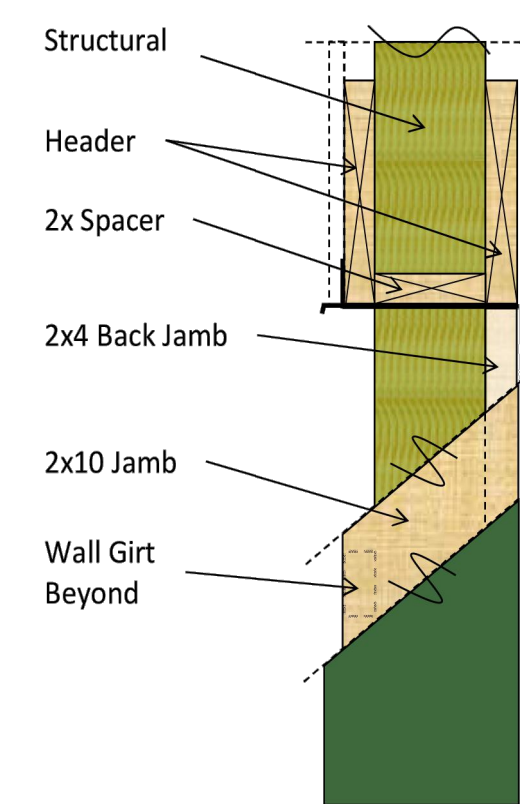 Structural
Header
2x Spacer
2x4 Back Jamb
2x10 Jamb
Wall Girt
Beyond